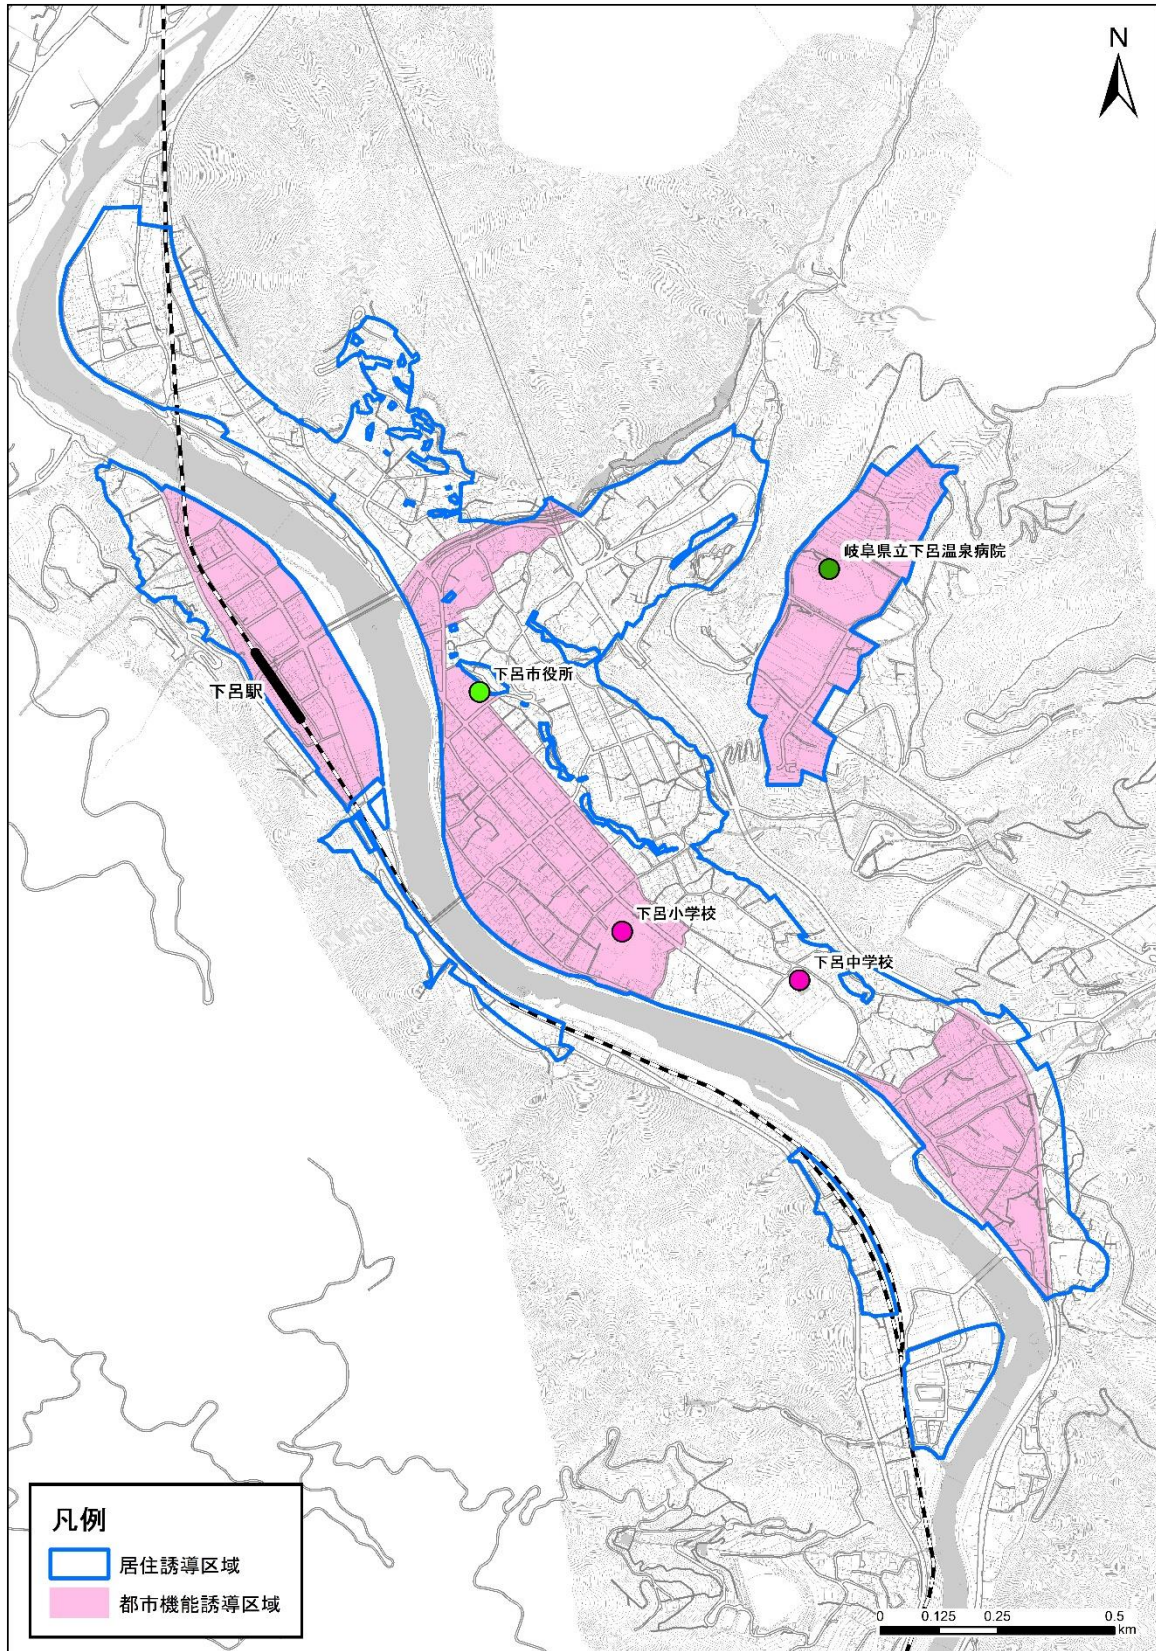 N
岐阜県立下呂温泉病院
下呂市役所
下呂駅
下呂小学校
下呂中学校
凡例
居住誘導区域
都市機能誘導区域
0 0.125 0.25 0.5
km